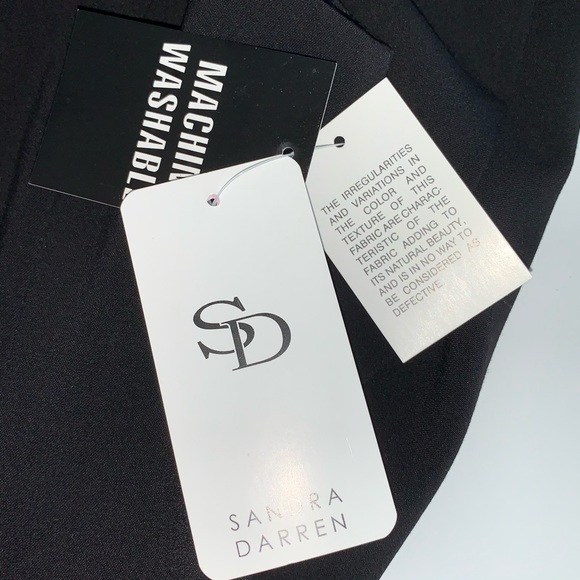 MACHIN
WASHABL
THE IRREGULARITIES
AND VARIATIONS IN
THE COLOR AND
TEXTURE OF THIS
FABRIC ARE CHARAC-
TERISTIC OF THE
FABRIC ADDING TO
ITS NATURAL BEAUTY,
AND IS IN NO WAY TO
BE CONSIDERED AS
DEFECTIVE.
SD
SANDRA
DARREN